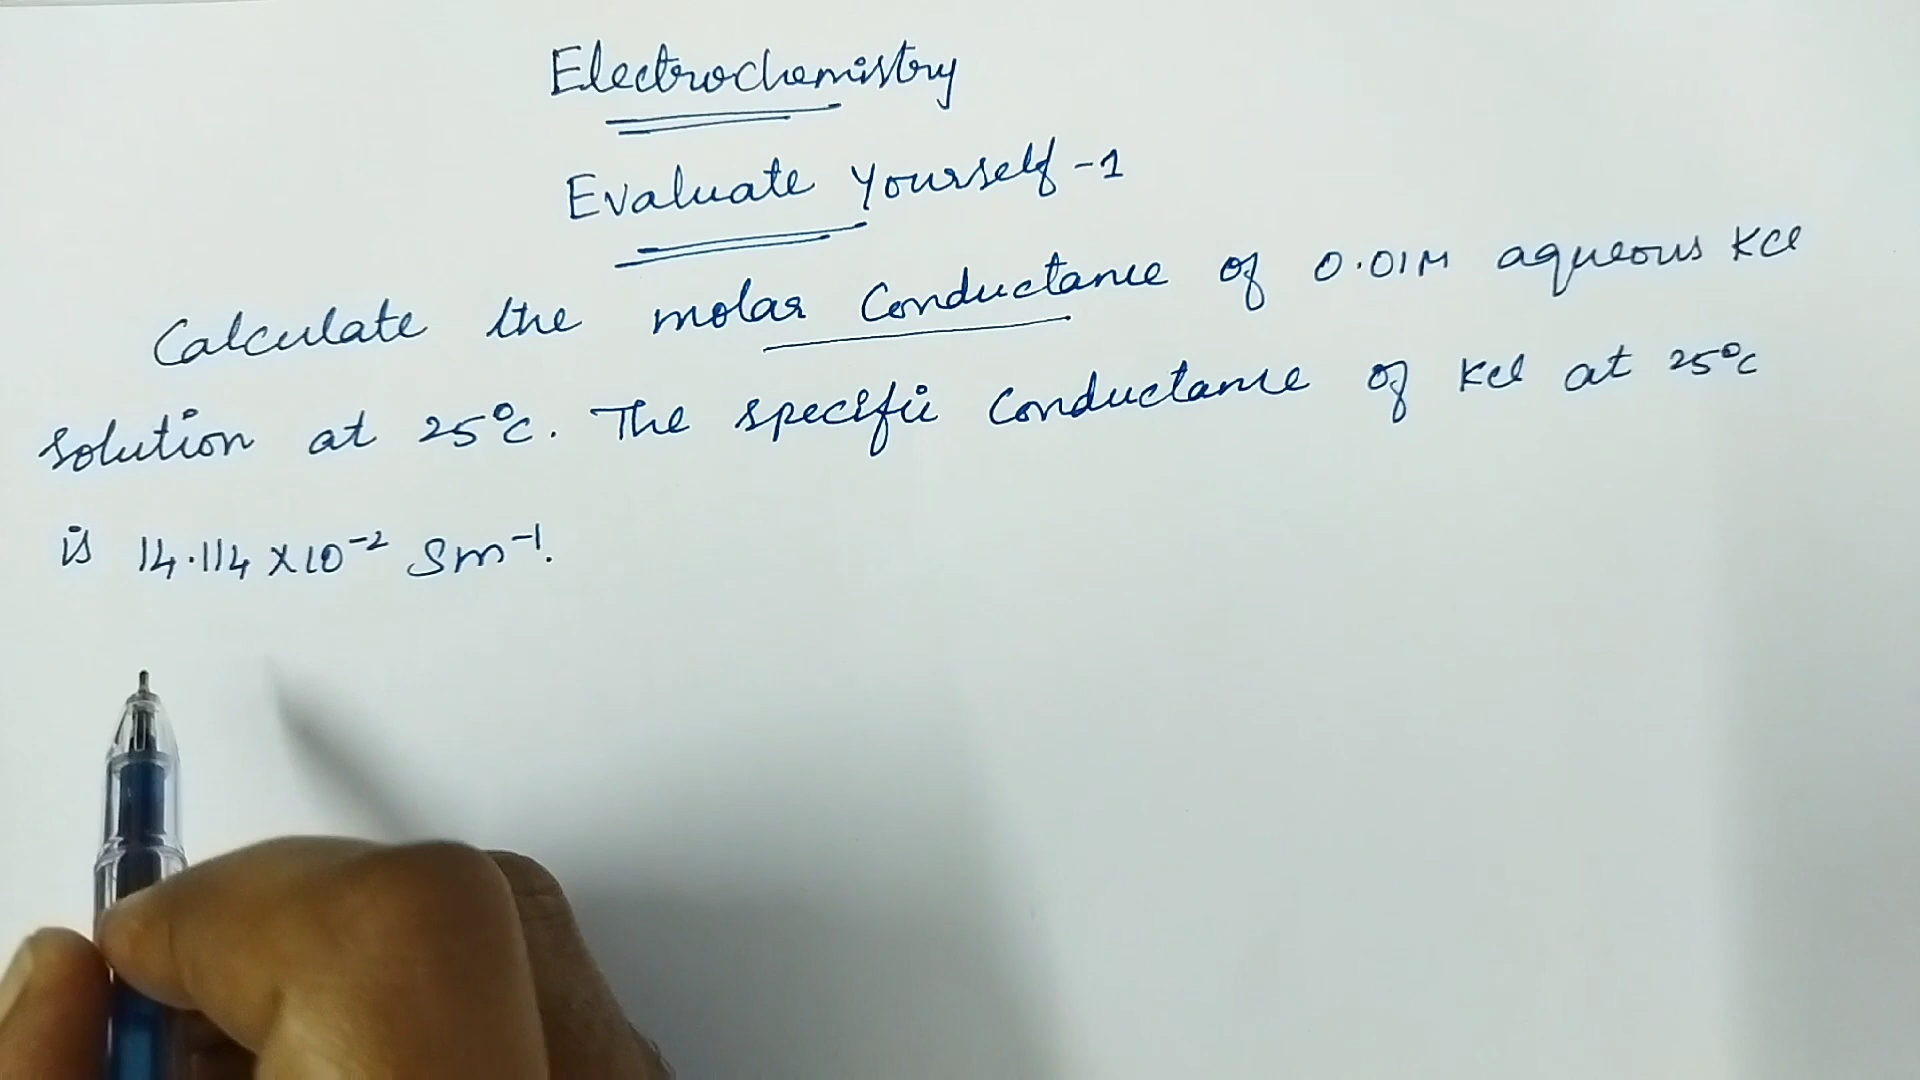 Electrochemistry
Evaluate Yourself -1
Calculate the molar conductance of 0.01M aqueous KCl
solution at 25°C. The specific conductance of KCl at 25°C
is 14.114 × 10⁻² Sm⁻¹.